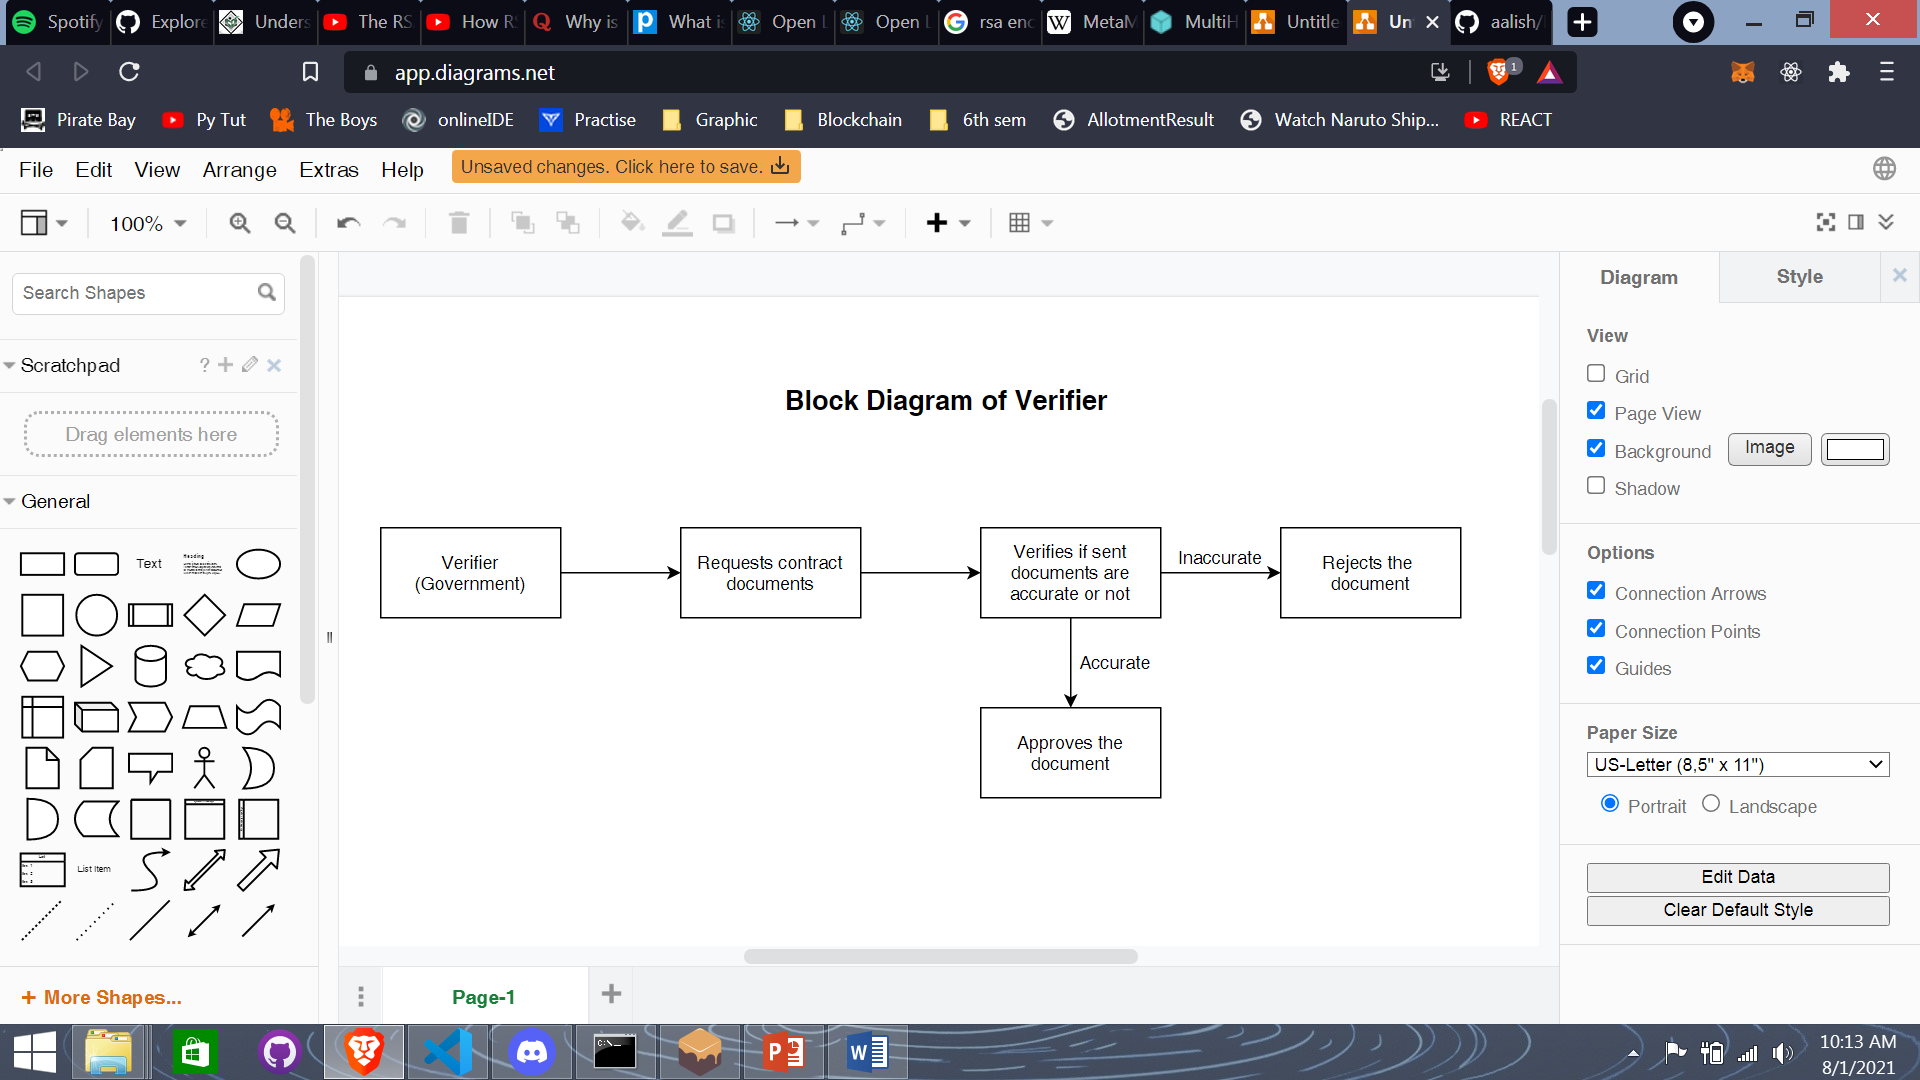 Spotify
Explore
Unders
The RS
How RS
Why is
What i
Open L
Open L
rsa enc
MetaM
MultiH
Untitle
Un
aalish/
app.diagrams.net
1
Pirate Bay
Py Tut
The Boys
onlineIDE
Practise
Graphic
Blockchain
6th sem
AllotmentResult
Watch Naruto Ship...
REACT
File Edit View Arrange Extras Help
Unsaved changes. Click here to save.
100%
Search Shapes
Scratchpad
?
Drag elements here
General
Text
Heading
List Item
+ More Shapes...
Block Diagram of Verifier
Verifier
(Government)
Requests contract
documents
Verifies if sent
documents are
accurate or not
Inaccurate
Rejects the
document
Accurate
Approves the
document
Page-1
Diagram
Style
View
Grid
Page View
Background
Image
Shadow
Options
Connection Arrows
Connection Points
Guides
Paper Size
US-Letter (8,5" x 11")
Portrait
Landscape
Edit Data
Clear Default Style
10:13 AM
8/1/2021